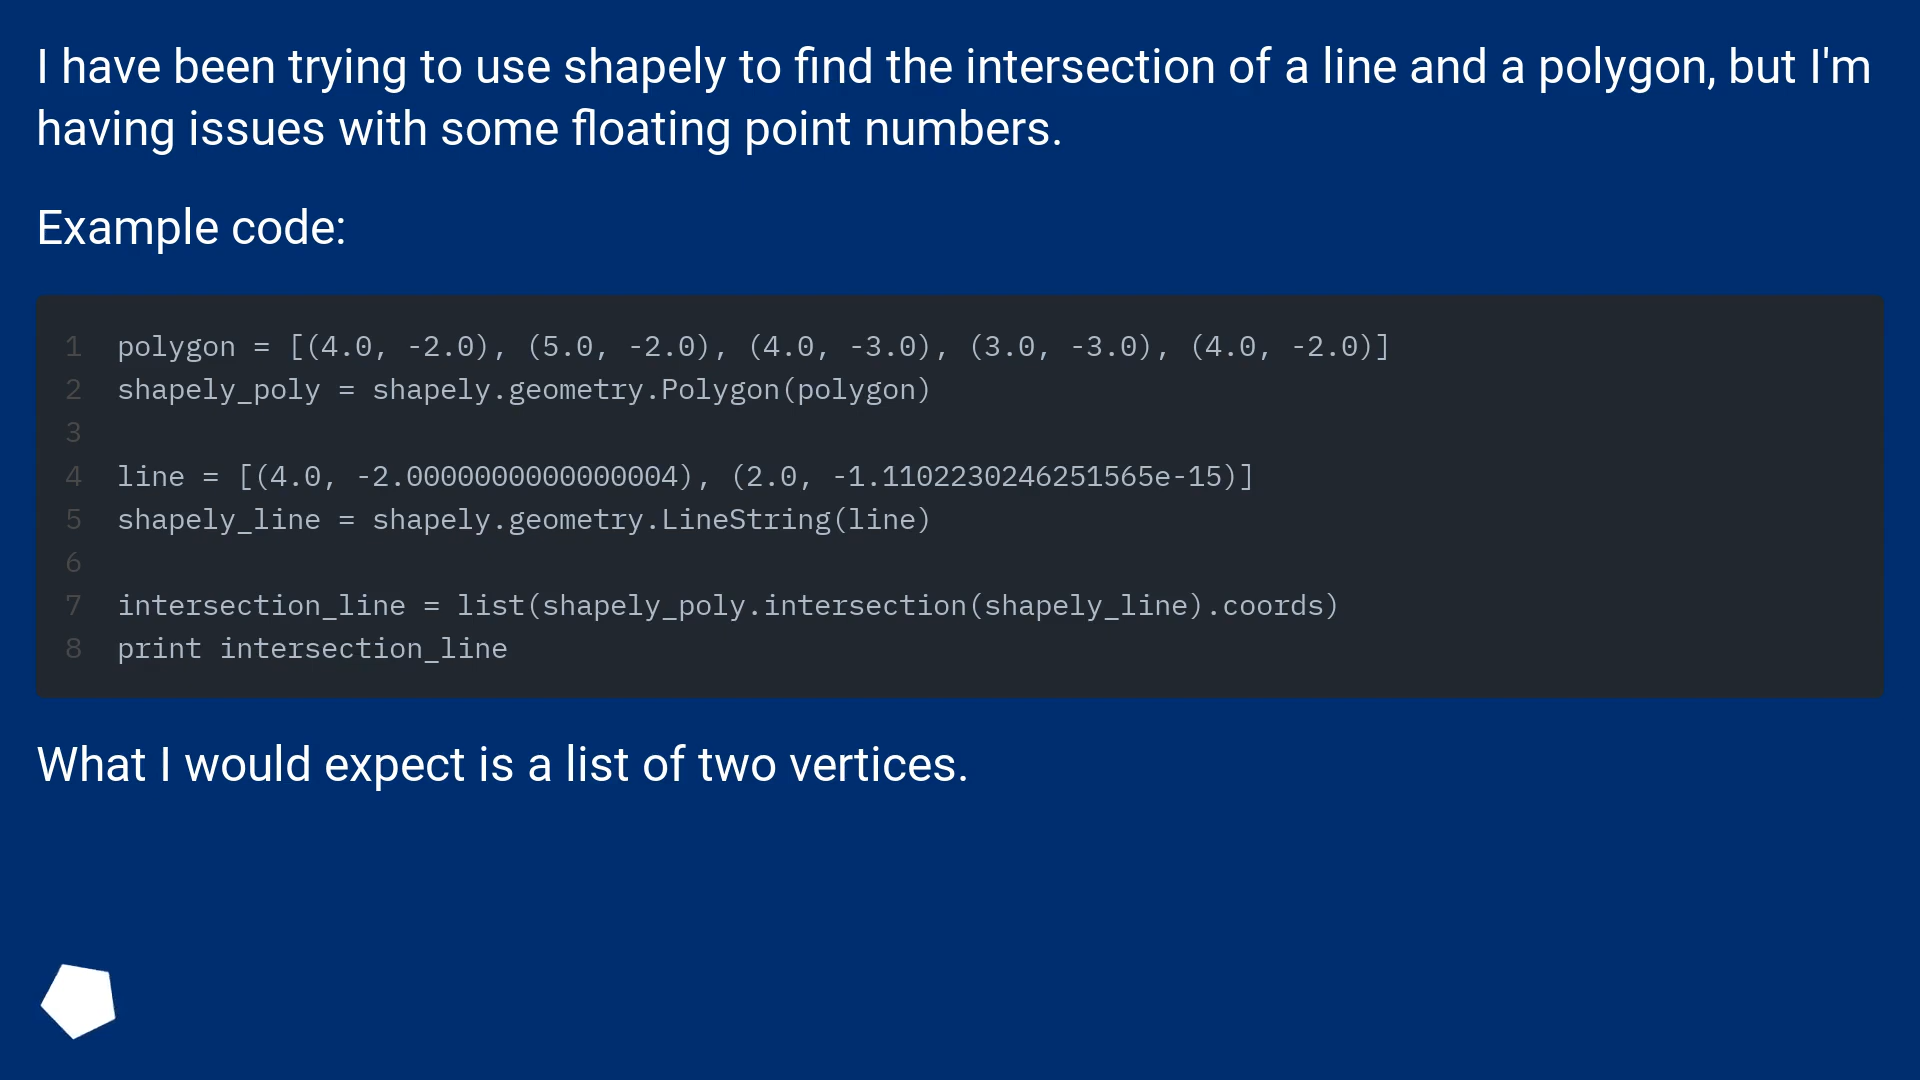 I have been trying to use shapely to find the intersection of a line and a polygon, but I'm
having issues with some floating point numbers.
Example code:
1 polygon = [(4.0, -2.0), (5.0, -2.0), (4.0, -3.0), (3.0, -3.0), (4.0, -2.0)]
2 shapely_poly = shapely.geometry.Polygon(polygon)
3
4 line = [(4.0, -2.0000000000000004), (2.0, -1.1102230246251565e-15)]
5 shapely_line = shapely.geometry.LineString(line)
6
7 intersection_line = list(shapely_poly.intersection(shapely_line).coords)
8 print intersection_line
What I would expect is a list of two vertices.